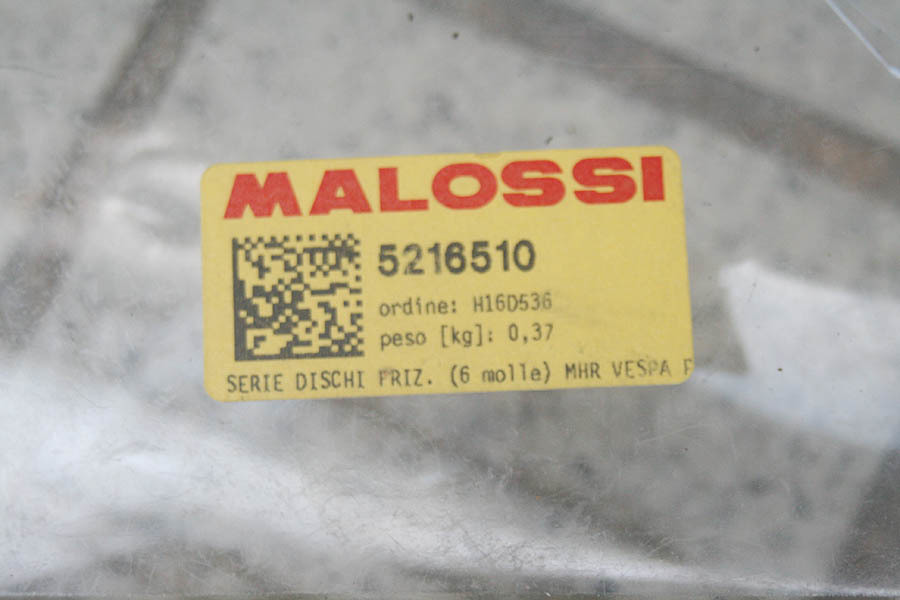 MALOSSI
5216510
ordine: H16D536
peso [kg]: 0,37
SERIE DISCHI FRIZ. (6 molle) MHR VESPA